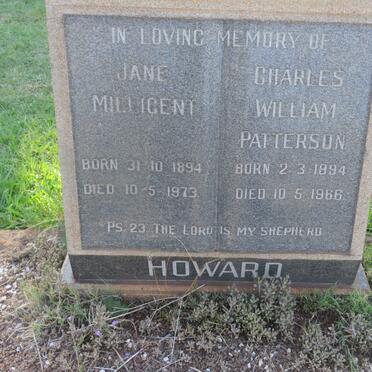 IN LOVING MEMORY OF
JANE
MILLICENT
BORN 31·10·1894
DIED 10·5·1973
CHARLES
WILLIAM
PATTERSON
BORN 2·3·1894
DIED 10·5·1966
PS. 23. THE LORD IS MY SHEPHERD
HOWARD